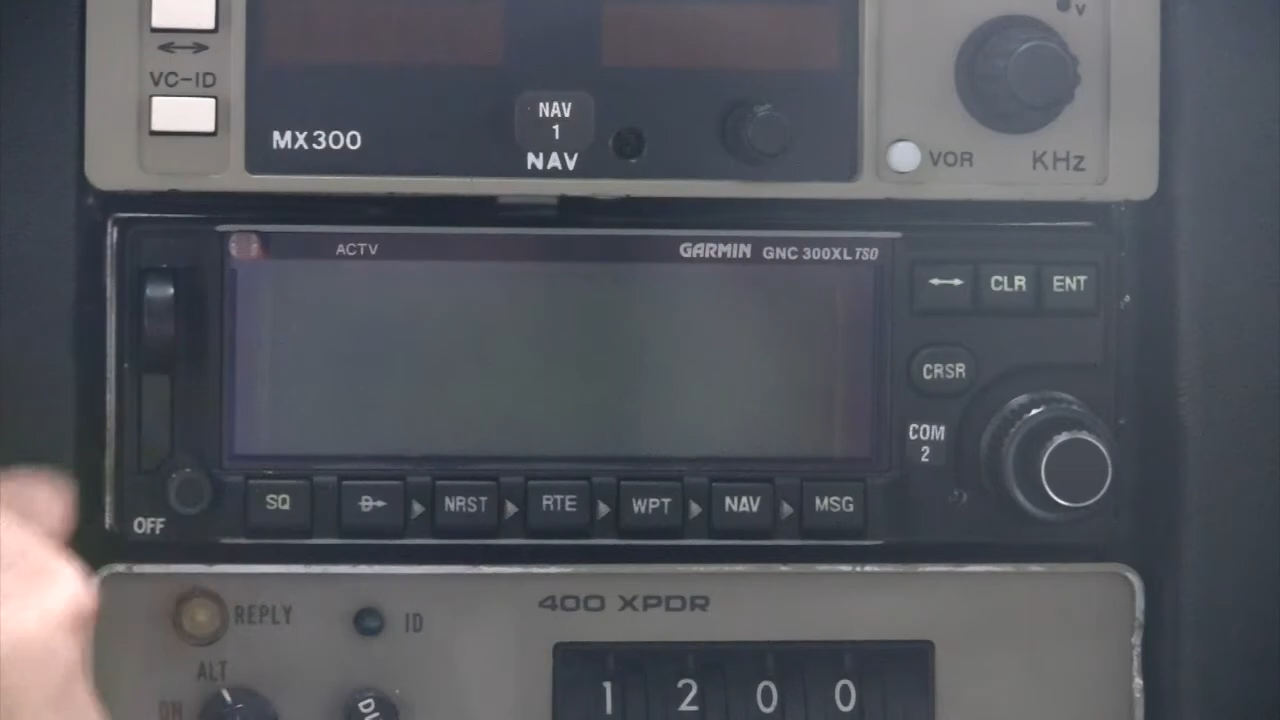 V
VC-ID
MX300
NAV
1
NAV
VOR
KHz
ACTV
GARMIN GNC 300XL TSO
CLR
ENT
CRSR
COM
2
OFF
SQ
D
NRST
RTE
WPT
NAV
MSG
400 XPDR
REPLY
ID
ALT
ON
1 2 0 0